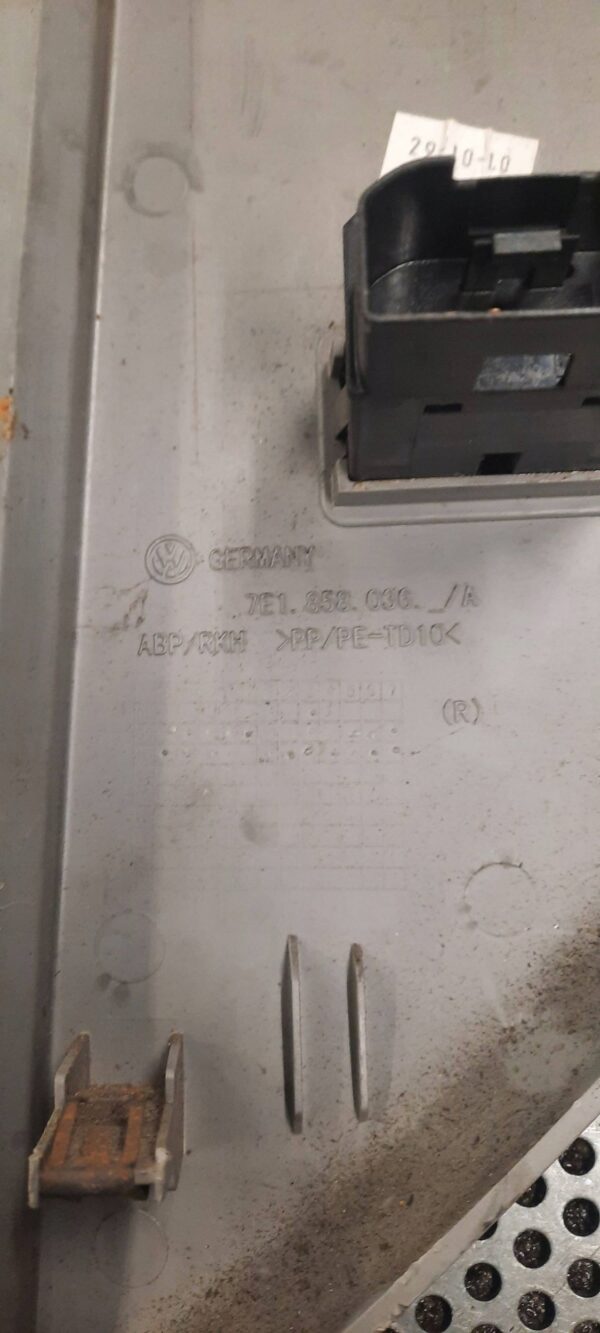 29-10-10
GERMANY
7E1.858.036._/A
ABP/RKH >PP/PE-TD10<
(R)